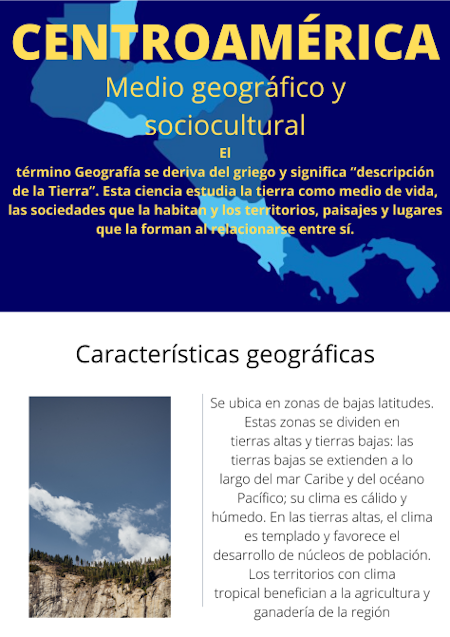 CENTROAMÉRICA
Medio geográfico y
sociocultural
El
término Geografía se deriva del griego y significa “descripción
de la Tierra”. Esta ciencia estudia la tierra como medio de vida,
las sociedades que la habitan y los territorios, paisajes y lugares
que la forman al relacionarse entre sí.
Características geográficas
Se ubica en zonas de bajas latitudes.
Estas zonas se dividen en
tierras altas y tierras bajas: las
tierras bajas se extienden a lo
largo del mar Caribe y del océano
Pacífico; su clima es cálido y
húmedo. En las tierras altas, el clima
es templado y favorece el
desarrollo de núcleos de población.
Los territorios con clima
tropical benefician a la agricultura y
ganadería de la región